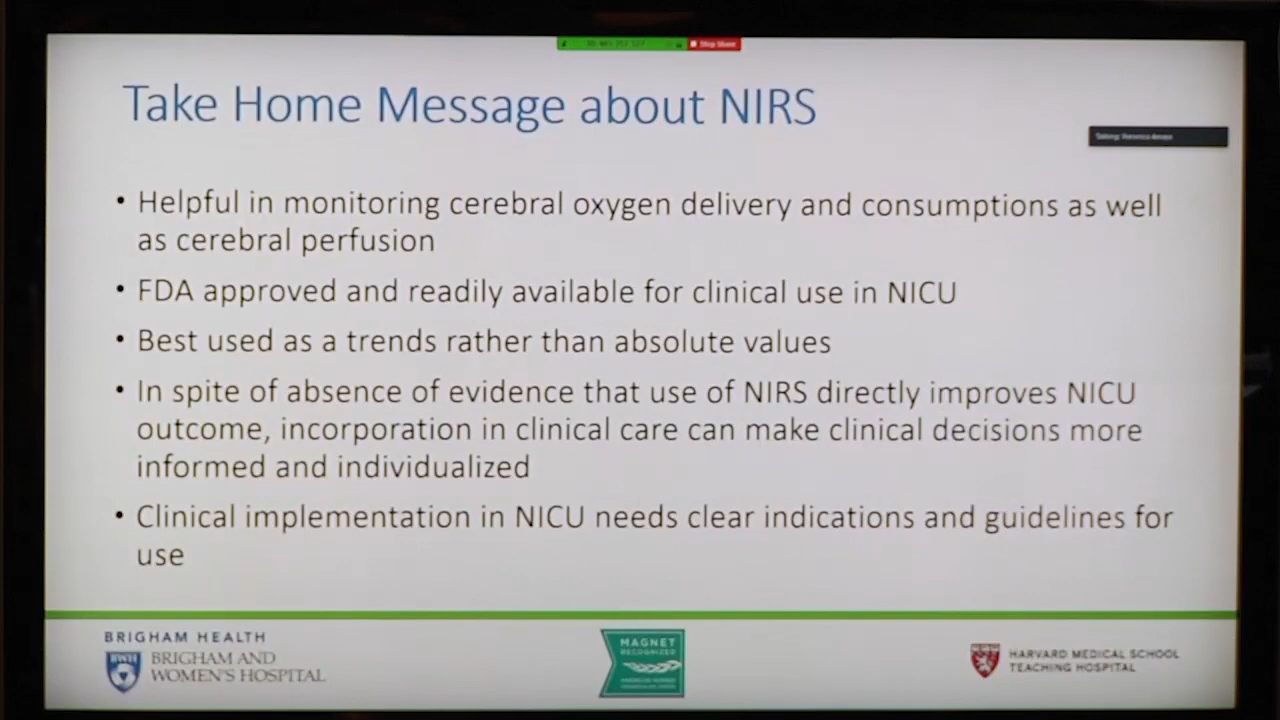 Stop Share
Take Home Message about NIRS
Talking:
• Helpful in monitoring cerebral oxygen delivery and consumptions as well
as cerebral perfusion
• FDA approved and readily available for clinical use in NICU
• Best used as a trends rather than absolute values
• In spite of absence of evidence that use of NIRS directly improves NICU
outcome, incorporation in clinical care can make clinical decisions more
informed and individualized
• Clinical implementation in NICU needs clear indications and guidelines for
use
BRIGHAM HEALTH
BWH
BRIGHAM AND
WOMEN'S HOSPITAL
MAGNET
RECOGNIZED
HARVARD MEDICAL SCHOOL
TEACHING HOSPITAL